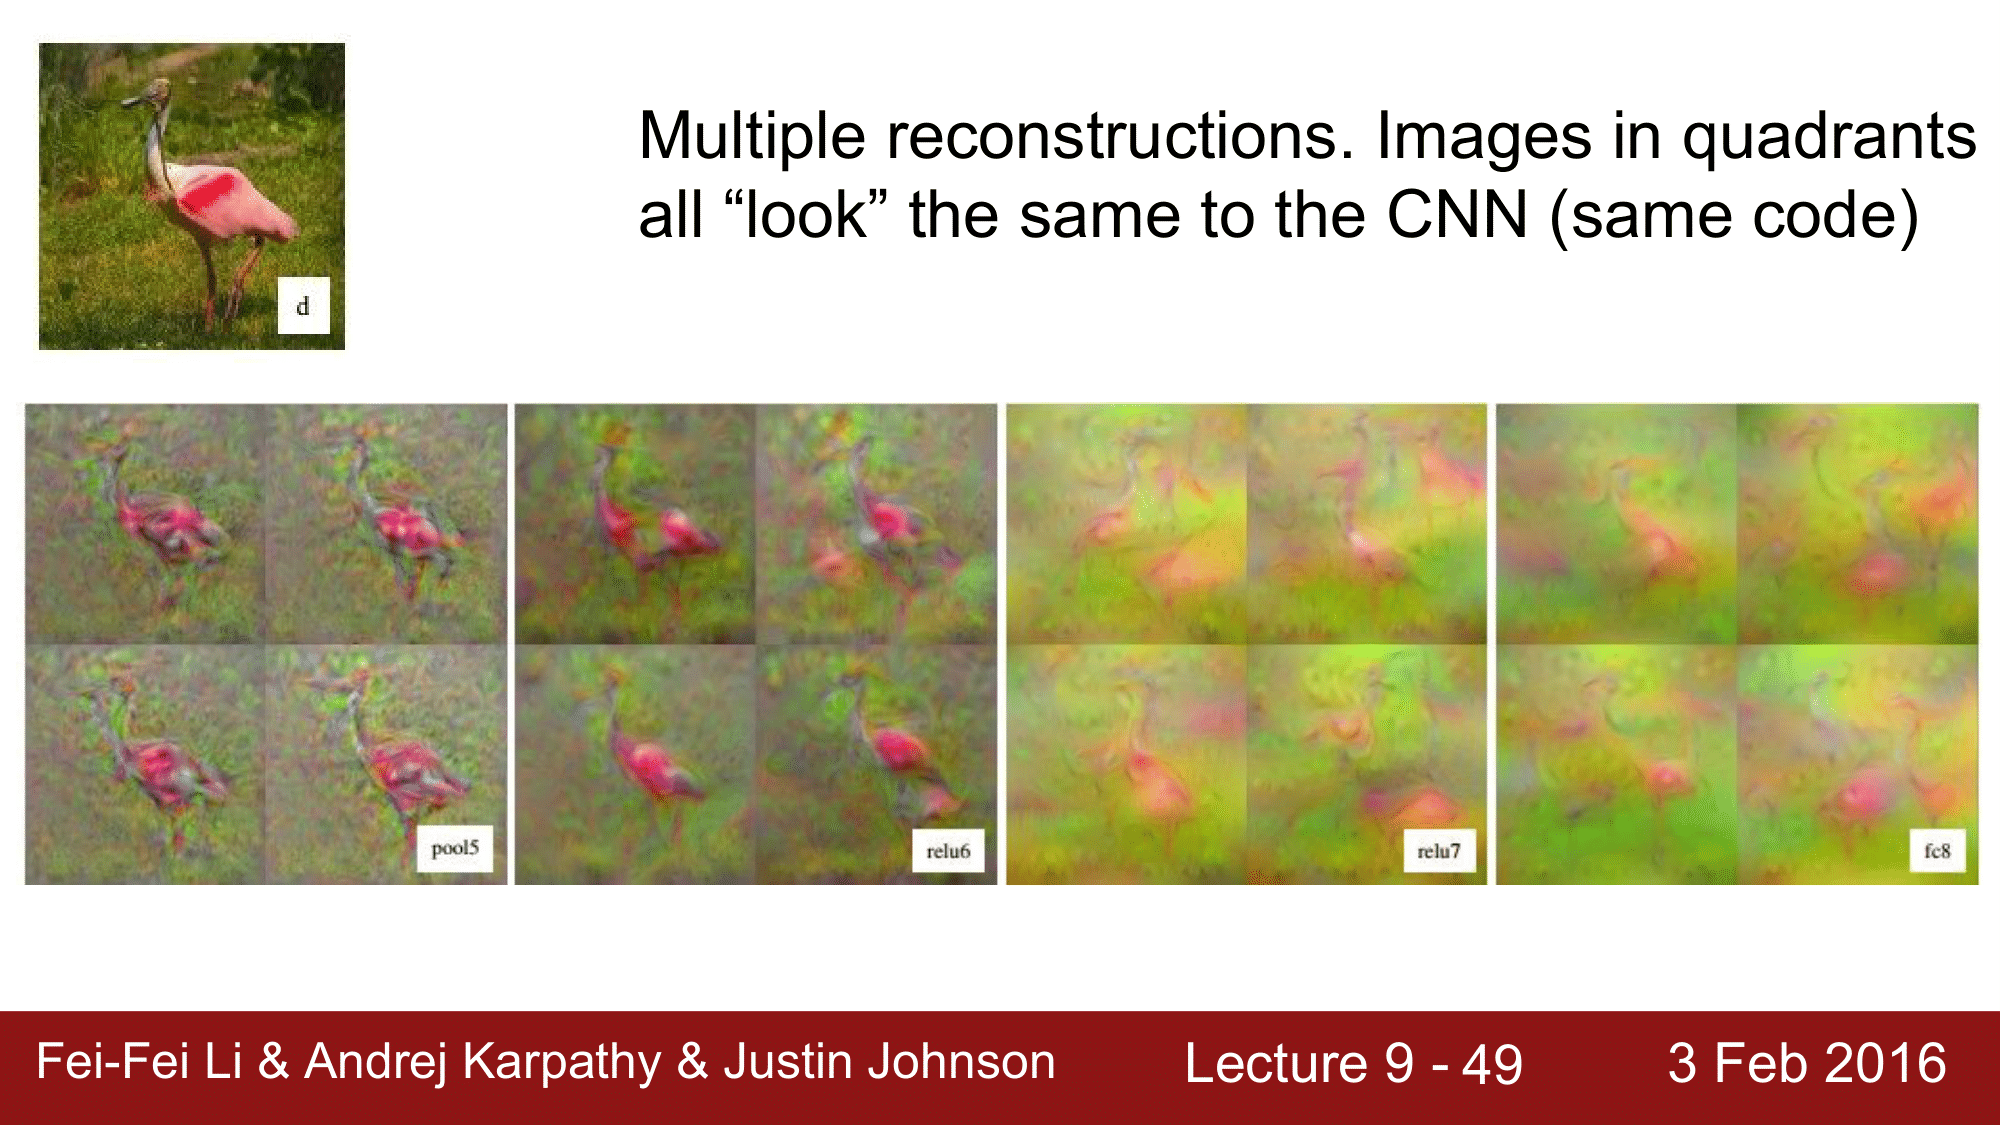 d
Multiple reconstructions. Images in quadrants
all “look” the same to the CNN (same code)
pool5
relu6
relu7
fc8
Fei-Fei Li & Andrej Karpathy & Justin Johnson
Lecture 9 - 49
3 Feb 2016